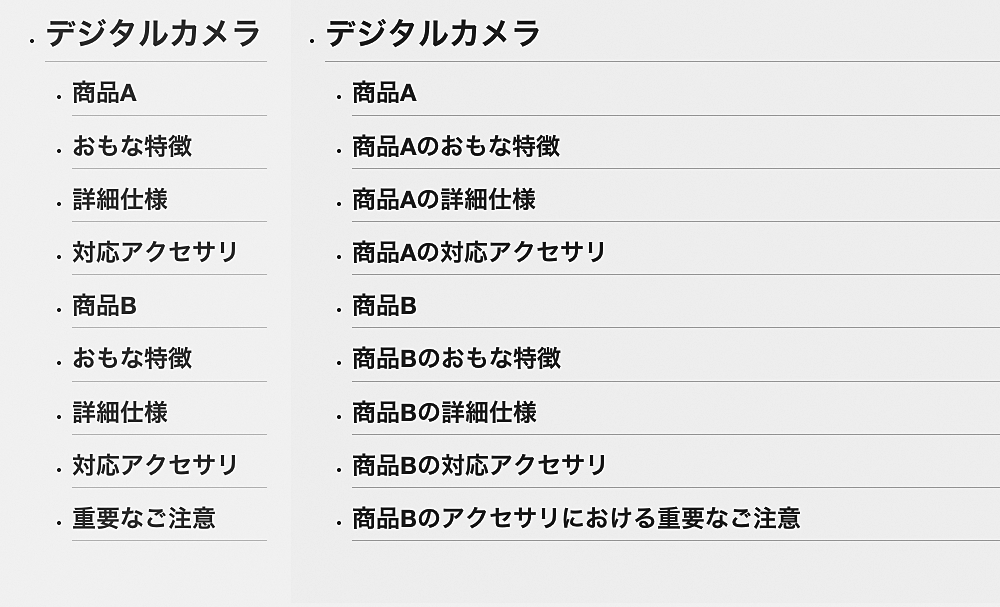 デジタルカメラ
商品A
おもな特徴
詳細仕様
対応アクセサリ
商品B
おもな特徴
詳細仕様
対応アクセサリ
重要なご注意
デジタルカメラ
商品A
商品Aのおもな特徴
商品Aの詳細仕様
商品Aの対応アクセサリ
商品B
商品Bのおもな特徴
商品Bの詳細仕様
商品Bの対応アクセサリ
商品Bのアクセサリにおける重要なご注意